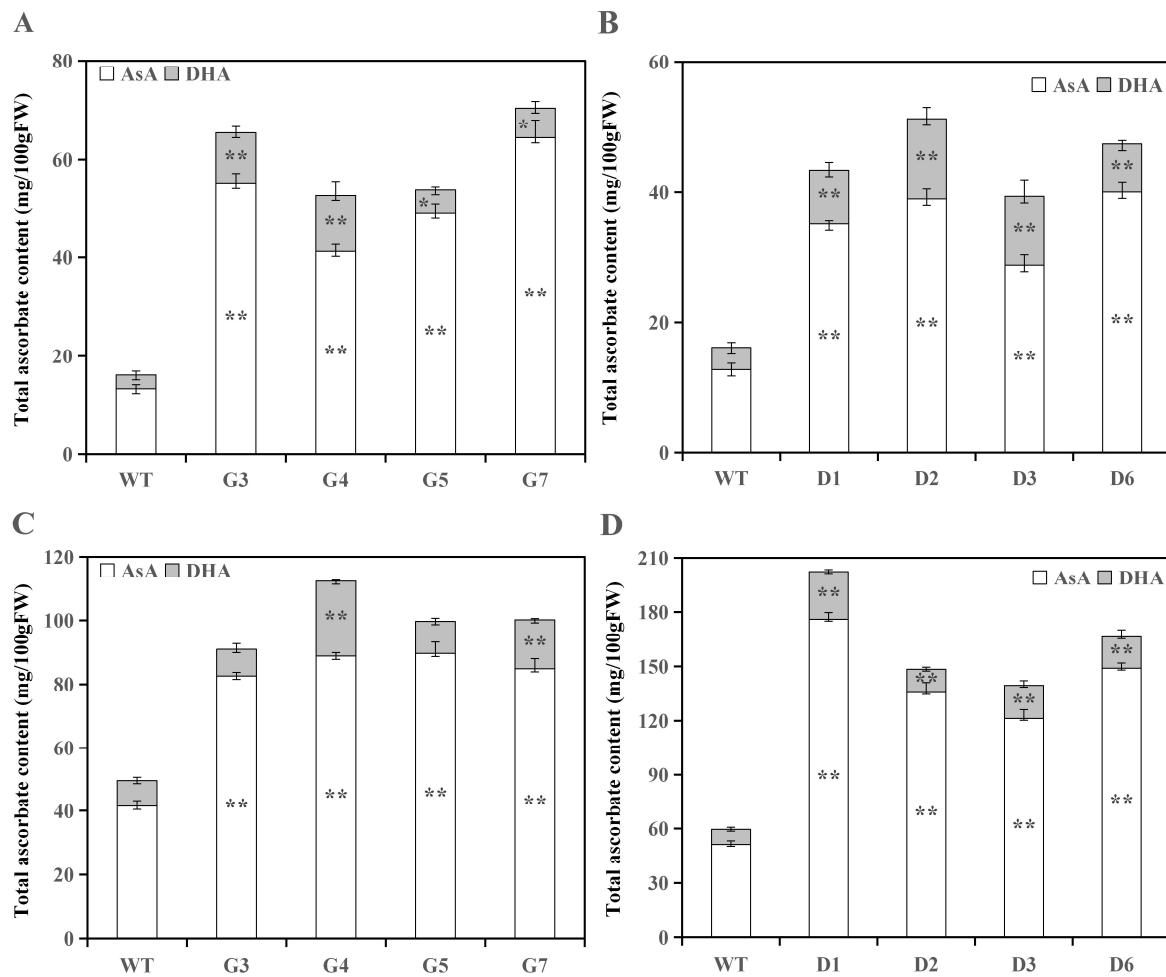 A
Total ascorbate content (mg/100gFW)
80
60
40
20
0
AsA DHA
** ** * *
** ** ** **
WT G3 G4 G5 G7
B
Total ascorbate content (mg/100gFW)
60
40
20
0
AsA DHA
** ** ** **
** ** ** **
WT D1 D2 D3 D6
C
Total ascorbate content (mg/100gFW)
120
100
80
60
40
20
0
AsA DHA
** **
** ** ** **
WT G3 G4 G5 G7
D
Total ascorbate content (mg/100gFW)
210
180
150
120
90
60
30
0
AsA DHA
** ** ** **
** ** ** **
WT D1 D2 D3 D6